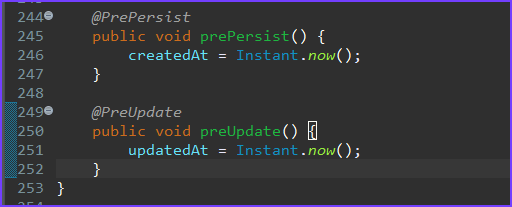 244 @PrePersist
245 public void prePersist() {
246 createdAt = Instant.now();
247 }
248
249 @PreUpdate
250 public void preUpdate() {
251 updatedAt = Instant.now();
252 }
253 }